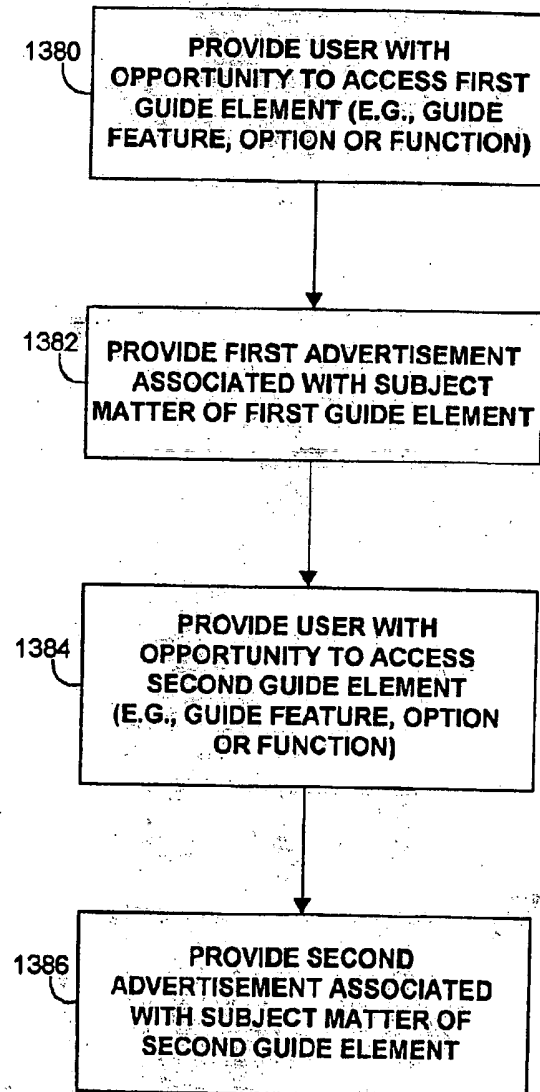 1380
PROVIDE USER WITH
OPPORTUNITY TO ACCESS FIRST
GUIDE ELEMENT (E.G., GUIDE
FEATURE, OPTION OR FUNCTION)
1382
PROVIDE FIRST ADVERTISEMENT
ASSOCIATED WITH SUBJECT
MATTER OF FIRST GUIDE ELEMENT
1384
PROVIDE USER WITH
OPPORTUNITY TO ACCESS
SECOND GUIDE ELEMENT
(E.G., GUIDE FEATURE, OPTION
OR FUNCTION)
1386
PROVIDE SECOND
ADVERTISEMENT ASSOCIATED
WITH SUBJECT MATTER OF
SECOND GUIDE ELEMENT